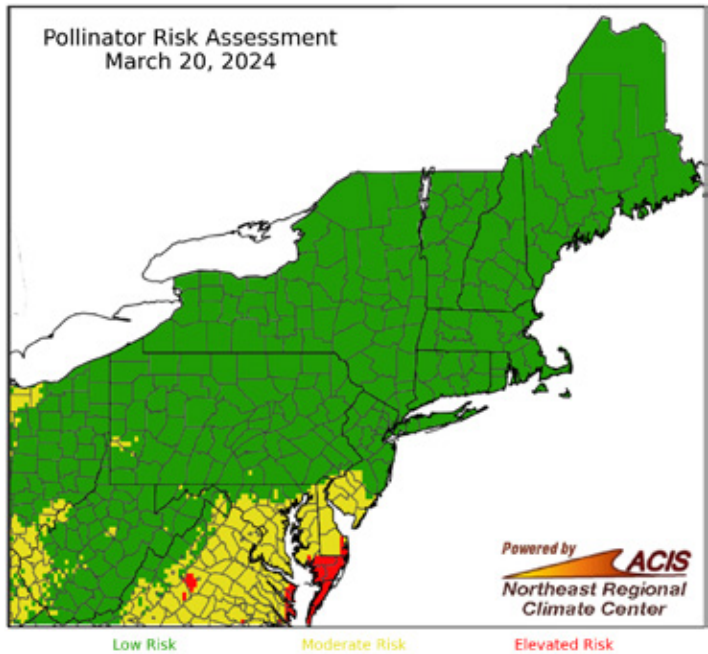 Pollinator Risk Assessment
March 20, 2024
Powered by
ACIS
Northeast Regional
Climate Center
Low Risk
Moderate Risk
Elevated Risk